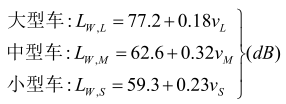 大型车: L_{W,L} = 77.2 + 0.18v_L
中型车: L_{W,M} = 62.6 + 0.32v_M } (dB)
小型车: L_{W,S} = 59.3 + 0.23v_S